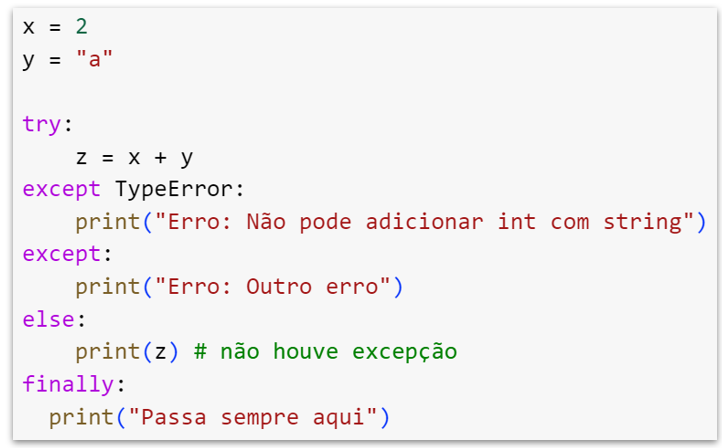 x = 2
y = "a"

try:
    z = x + y
except TypeError:
    print("Erro: Não pode adicionar int com string")
except:
    print("Erro: Outro erro")
else:
    print(z) # não houve excepção
finally:
  print("Passa sempre aqui")